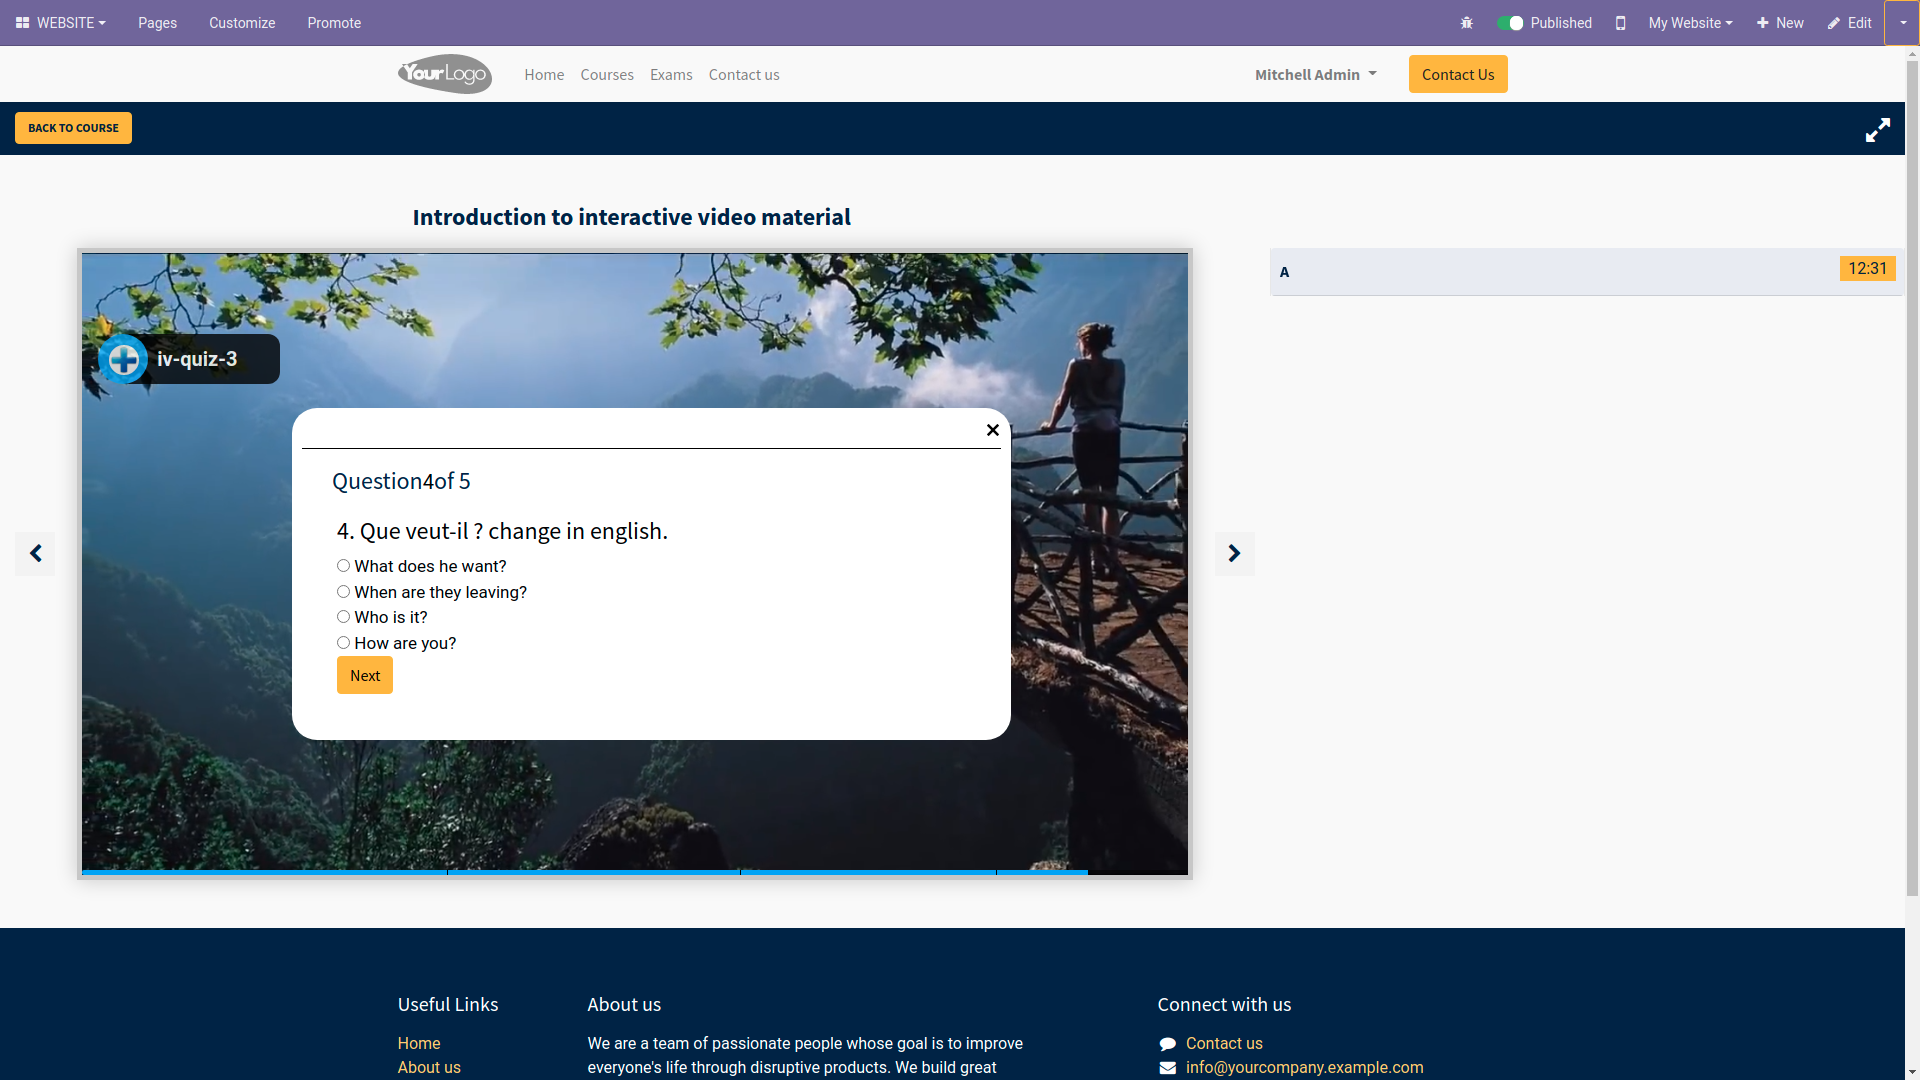 WEBSITE Pages Customize Promote Published My Website New Edit
YourLogo Home Courses Exams Contact us Mitchell Admin Contact Us
BACK TO COURSE
Introduction to interactive video material
A 12:31
iv-quiz-3
Question4of 5
4. Que veut-il ? change in english.
What does he want?
When are they leaving?
Who is it?
How are you?
Next
Useful Links
Home
About us
About us
We are a team of passionate people whose goal is to improve
everyone's life through disruptive products. We build great
Connect with us
Contact us
info@yourcompany.example.com